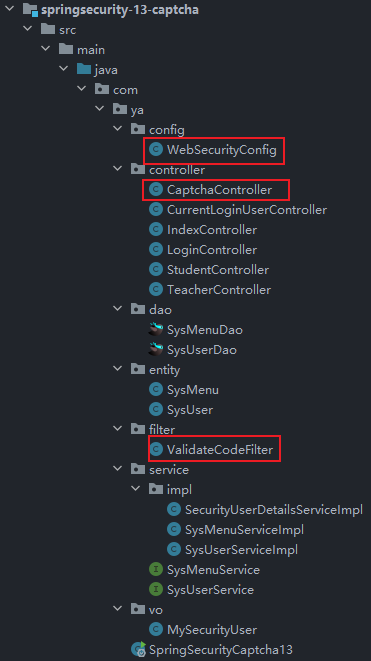 springsecurity-13-captcha
src
main
java
com
ya
config
WebSecurityConfig
controller
CaptchaController
CurrentLoginUserController
IndexController
LoginController
StudentController
TeacherController
dao
SysMenuDao
SysUserDao
entity
SysMenu
SysUser
filter
ValidateCodeFilter
service
impl
SecurityUserDetailsServiceImpl
SysMenuServiceImpl
SysUserServiceImpl
SysMenuService
SysUserService
vo
MySecurityUser
SpringSecurityCaptcha13